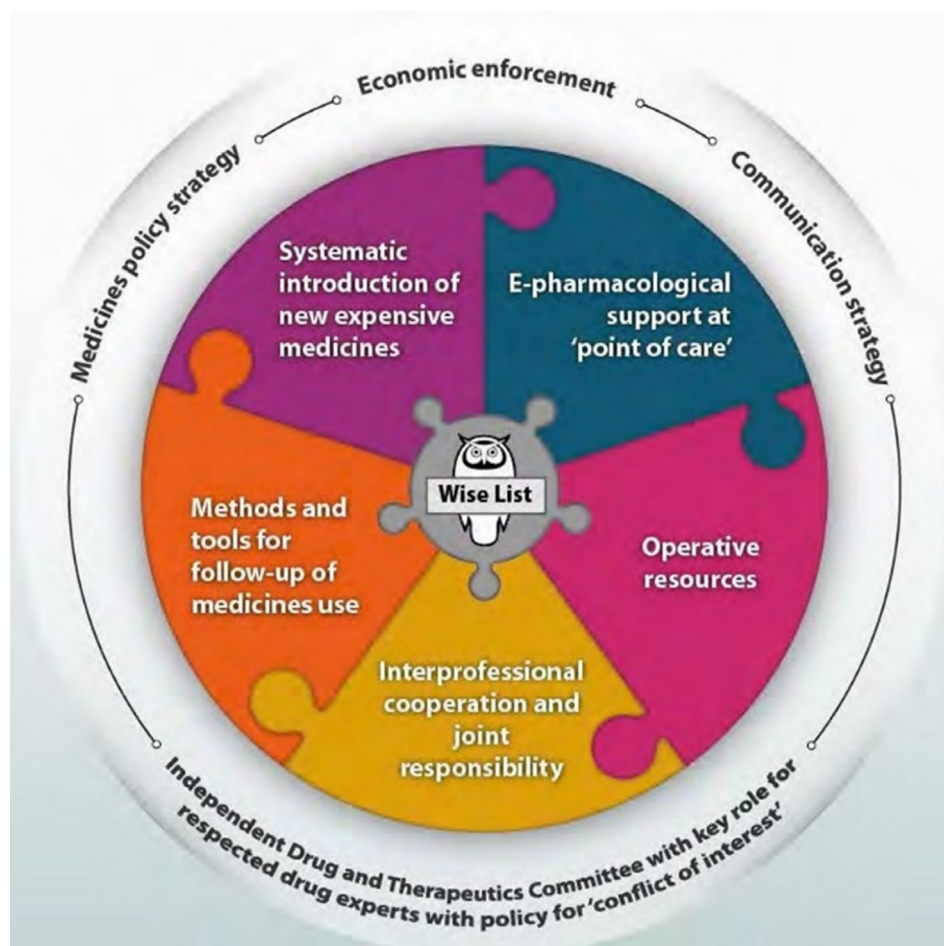 Economic enforcement
Medicines policy strategy
Communication strategy
Systematic
introduction of
new expensive
medicines
E-pharmacological
support at
‘point of care’
Wise List
Methods and
tools for
follow-up of
medicines use
Operative
resources
Interprofessional
cooperation and
joint
responsibility
Independent Drug and Therapeutics Committee with key role for
respected drug experts with policy for ‘conflict of interest’